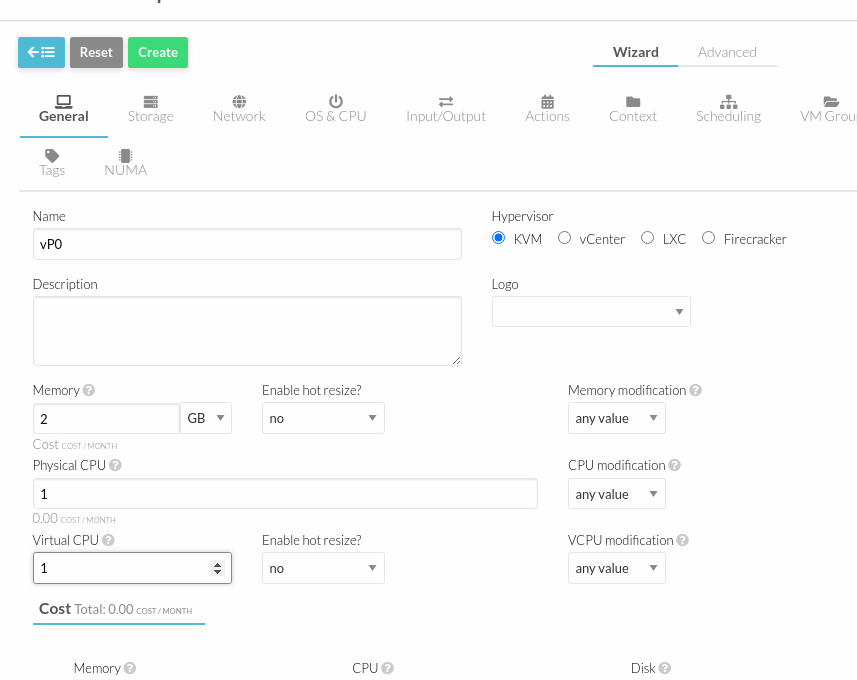 Reset Create Wizard Advanced
General Storage Network OS & CPU Input/Output Actions Context Scheduling VM Grou
Tags NUMA
Name Hypervisor
vP0 KVM vCenter LXC Firecracker
Description Logo
Memory Enable hot resize? Memory modification
2 GB no any value
Cost COST / MONTH
Physical CPU CPU modification
1 any value
0.00 COST / MONTH
Virtual CPU Enable hot resize? VCPU modification
1 no any value
Cost Total: 0.00 COST / MONTH
Memory CPU Disk